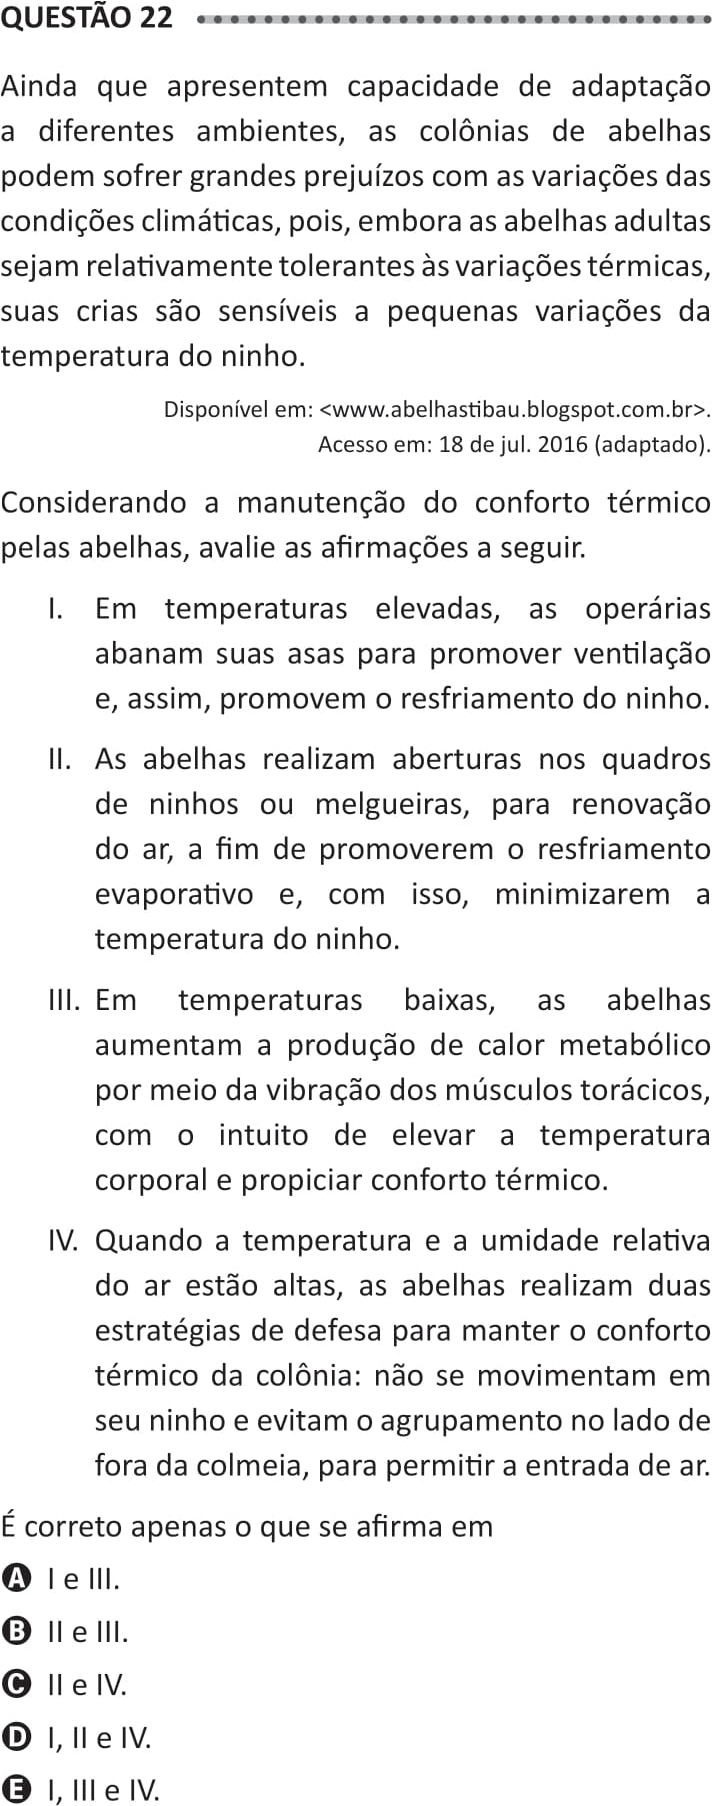 QUESTÃO 22
Ainda que apresentem capacidade de adaptação
a diferentes ambientes, as colônias de abelhas
podem sofrer grandes prejuízos com as variações das
condições climáticas, pois, embora as abelhas adultas
sejam relativamente tolerantes às variações térmicas,
suas crias são sensíveis a pequenas variações da
temperatura do ninho.
Disponível em: <www.abelhastibau.blogspot.com.br>.
Acesso em: 18 de jul. 2016 (adaptado).
Considerando a manutenção do conforto térmico
pelas abelhas, avalie as afirmações a seguir.
I. Em temperaturas elevadas, as operárias
abanam suas asas para promover ventilação
e, assim, promovem o resfriamento do ninho.
II. As abelhas realizam aberturas nos quadros
de ninhos ou melgueiras, para renovação
do ar, a fim de promoverem o resfriamento
evaporativo e, com isso, minimizarem a
temperatura do ninho.
III. Em temperaturas baixas, as abelhas
aumentam a produção de calor metabólico
por meio da vibração dos músculos torácicos,
com o intuito de elevar a temperatura
corporal e propiciar conforto térmico.
IV. Quando a temperatura e a umidade relativa
do ar estão altas, as abelhas realizam duas
estratégias de defesa para manter o conforto
térmico da colônia: não se movimentam em
seu ninho e evitam o agrupamento no lado de
fora da colmeia, para permitir a entrada de ar.
É correto apenas o que se afirma em
A I e III.
B II e III.
C II e IV.
D I, II e IV.
E I, III e IV.